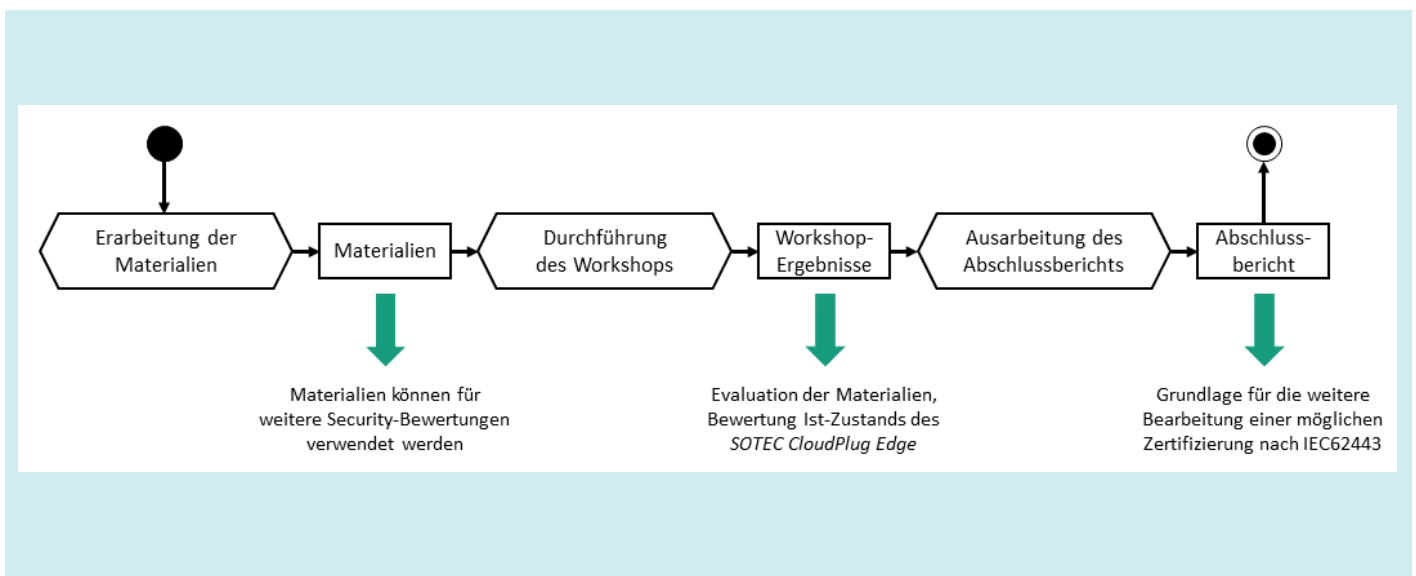 Erarbeitung der
Materialien
Materialien
Durchführung
des Workshops
Workshop-
Ergebnisse
Ausarbeitung des
Abschlussberichts
Abschluss-
bericht
Materialien können für
weitere Security-Bewertungen
verwendet werden
Evaluation der Materialien,
Bewertung Ist-Zustands des
SOTEC CloudPlug Edge
Grundlage für die weitere
Bearbeitung einer möglichen
Zertifizierung nach IEC62443